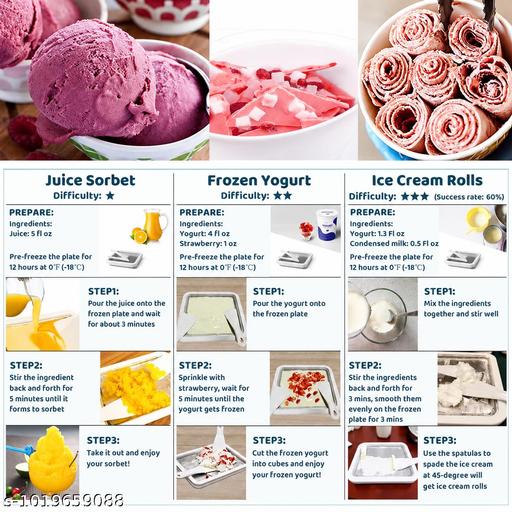 Juice Sorbet
Difficulty: ★
PREPARE:
Ingredients:
Juice: 5 fl oz
Pre-freeze the plate for
12 hours at 0℉(-18℃)
STEP1:
Pour the juice onto the
frozen plate and wait
for about 3 minutes
STEP2:
Stir the ingredient
back and forth for
5 minutes until it
forms to sorbet
STEP3:
Take it out and enjoy
your sorbet!
Frozen Yogurt
Difficulty: ★★
PREPARE:
Ingredients:
Yogurt: 4 fl oz
Strawberry: 1 oz
Pre-freeze the plate for
12 hours at 0℉(-18℃)
STEP1:
Pour the yogurt onto
the frozen plate
STEP2:
Sprinkle with
strawberry, wait for
5 minutes until the
yogurt gets frozen
STEP3:
Cut the frozen yogurt
into cubes and enjoy
your frozen yogurt!
Ice Cream Rolls
Difficulty: ★★★ (Success rate: 60%)
PREPARE:
Ingredients:
Yogurt: 1.3 fl oz
Condensed milk: 0.5 fl oz
Pre-freeze the plate for
12 hours at 0℉(-18℃)
STEP1:
Mix the ingredients
together and stir well
STEP2:
Stir the ingredients
back and forth for
3 mins, smooth them
evenly on the frozen
plate for 3 mins
STEP3:
Use the spatulas to
spade the ice cream
at 45-degree will
get ice cream rolls
s-1019659088